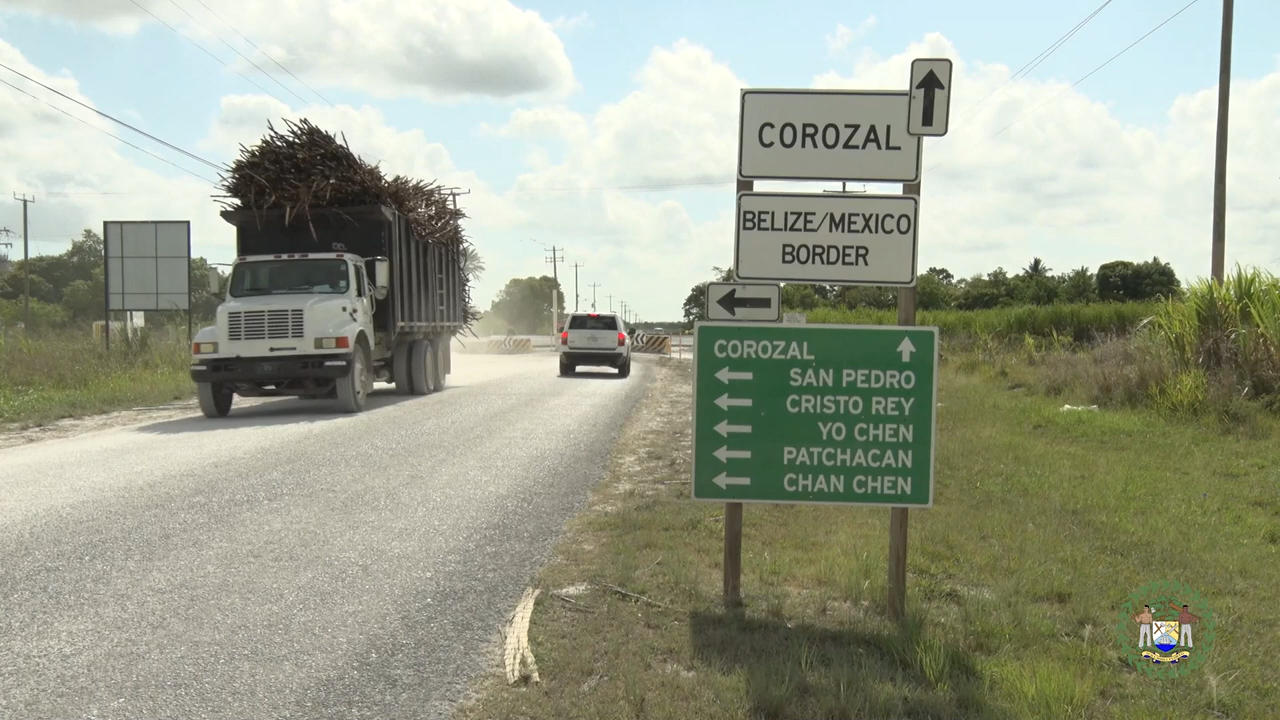 COROZAL
BELIZE/MEXICO
BORDER
COROZAL
SAN PEDRO
CRISTO REY
YO CHEN
PATCHACAN
CHAN CHEN